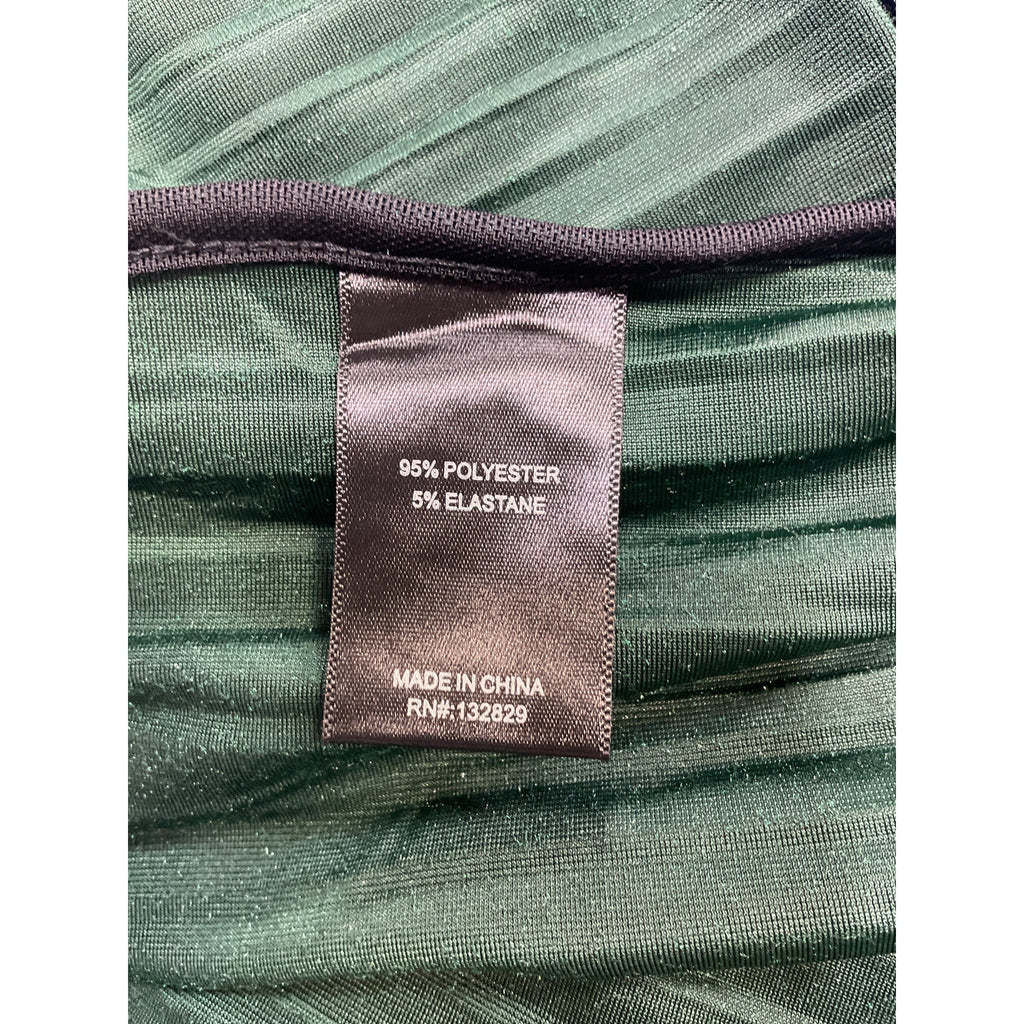 95% POLYESTER
5% ELASTANE
MADE IN CHINA
RN#:132829